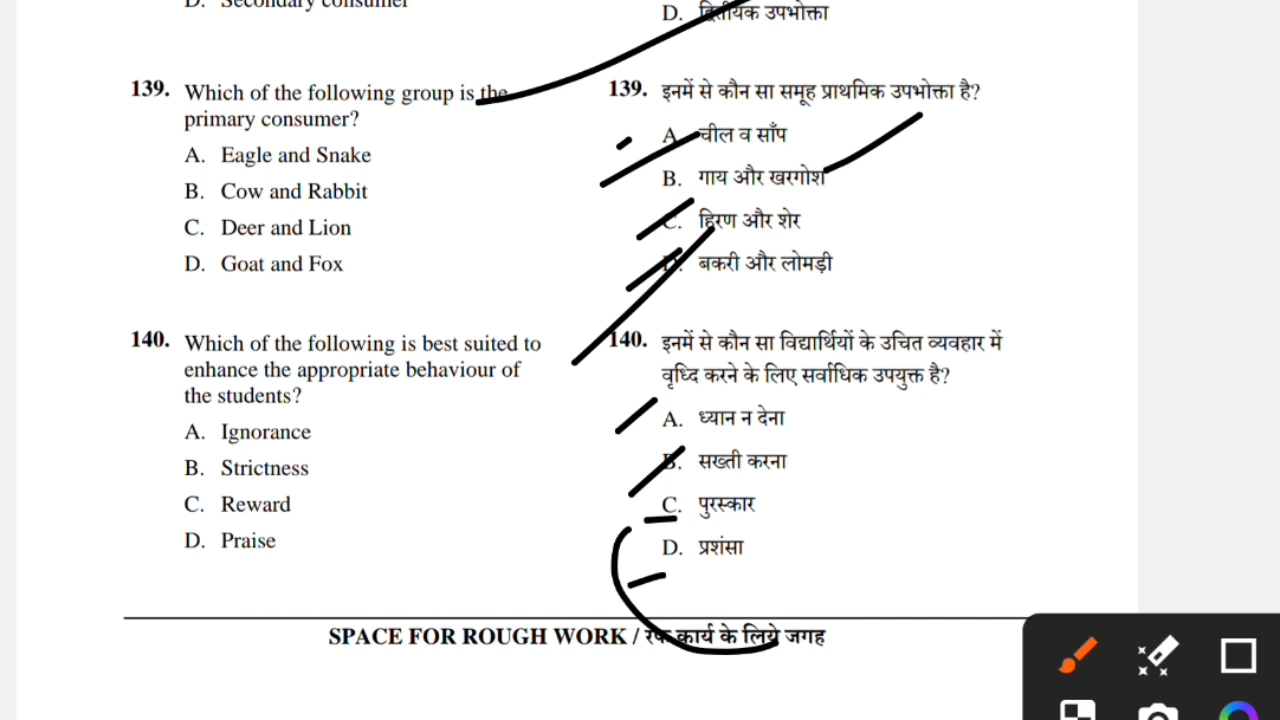 D. Secondary consumer
D. द्वितीयक उपभोक्ता
139. Which of the following group is the
primary consumer?
A. Eagle and Snake
B. Cow and Rabbit
C. Deer and Lion
D. Goat and Fox
139. इनमें से कौन सा समूह प्राथमिक उपभोक्ता है?
A. चील व साँप
B. गाय और खरगोश
C. हिरण और शेर
D. बकरी और लोमड़ी
140. Which of the following is best suited to
enhance the appropriate behaviour of
the students?
A. Ignorance
B. Strictness
C. Reward
D. Praise
140. इनमें से कौन सा विद्यार्थियों के उचित व्यवहार में
वृध्दि करने के लिए सर्वाधिक उपयुक्त है?
A. ध्यान न देना
B. सख्ती करना
C. पुरस्कार
D. प्रशंसा
SPACE FOR ROUGH WORK / रफ कार्य के लिये जगह